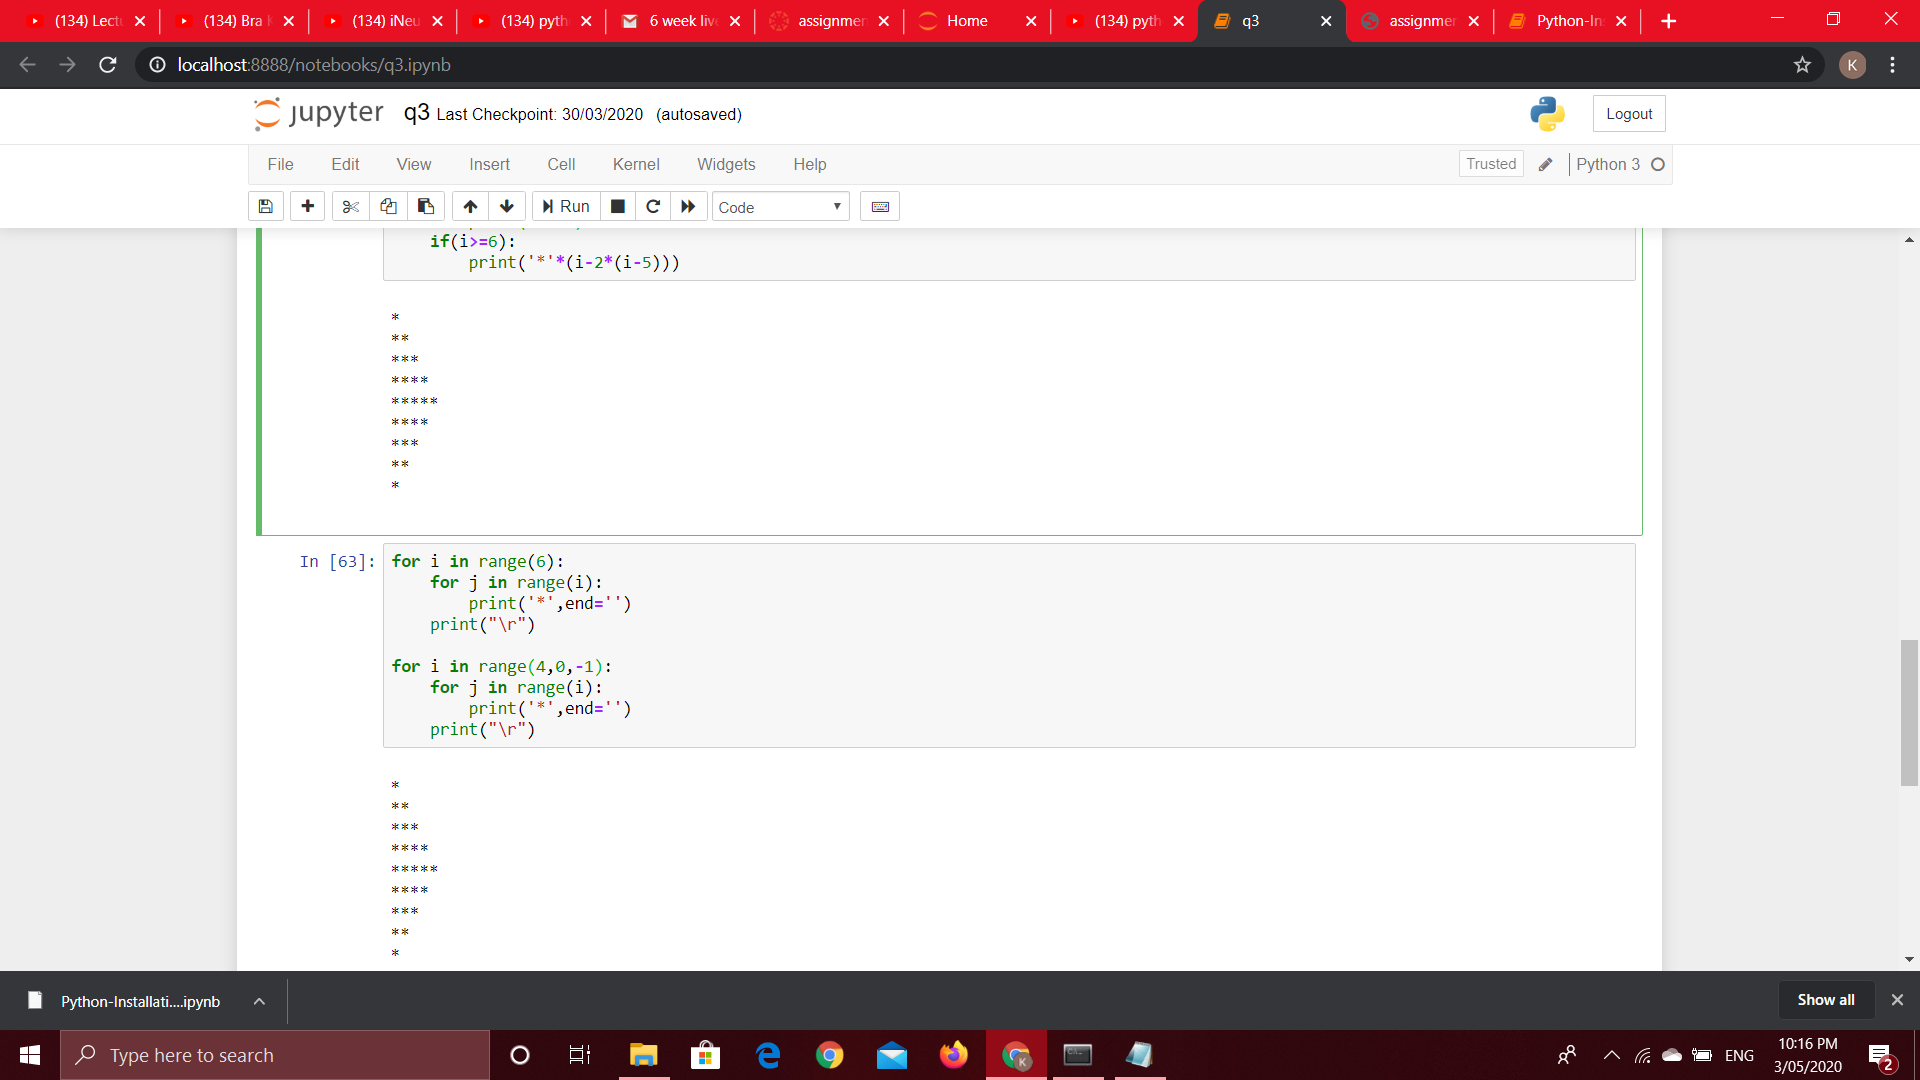 (134) Lectu
(134) Bra
(134) iNeu
(134) pyth
6 week live
assignmen
Home
(134) pyth
q3
assignmen
Python-In
localhost:8888/notebooks/q3.ipynb
K
jupyter q3 Last Checkpoint: 30/03/2020 (autosaved)
Logout
File Edit View Insert Cell Kernel Widgets Help
Trusted
Python 3
Run
Code
if(i>=6):
print('*'*(i-2*(i-5)))
*
**
***
****
*****
****
***
**
*
In [63]:
for i in range(6):
for j in range(i):
print('*',end='')
print("\r")
for i in range(4,0,-1):
for j in range(i):
print('*',end='')
print("\r")
*
**
***
****
*****
****
***
**
*
Python-Installati....ipynb
Show all
Type here to search
K
ENG
10:16 PM
3/05/2020
2